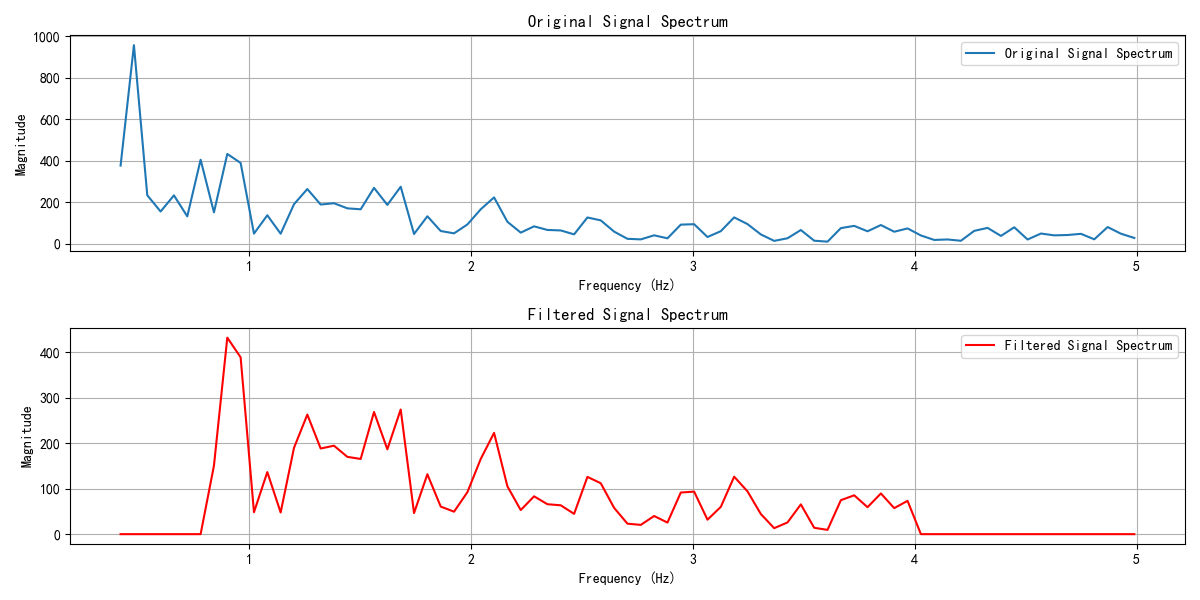 Original Signal Spectrum
1000
800
600
400
200
0
Magnitude
Original Signal Spectrum
1 2 3 4 5
Frequency (Hz)
Filtered Signal Spectrum
400
300
200
100
0
Magnitude
Filtered Signal Spectrum
1 2 3 4 5
Frequency (Hz)